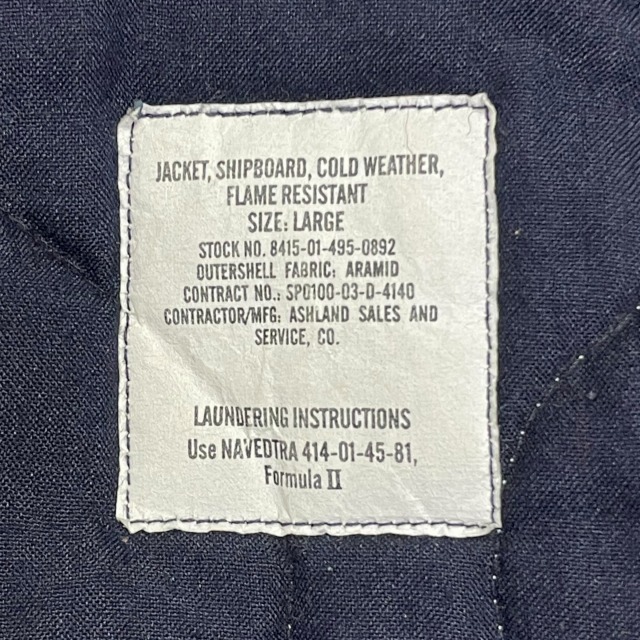 JACKET, SHIPBOARD, COLD WEATHER,
FLAME RESISTANT
SIZE: LARGE
STOCK NO. 8415-01-495-0892
OUTERSHELL FABRIC: ARAMID
CONTRACT NO.: SPO100-03-D-4140
CONTRACTOR/MFG: ASHLAND SALES AND
SERVICE, CO.
LAUNDERING INSTRUCTIONS
Use NAVEDTRA 414-01-45-81,
Formula II